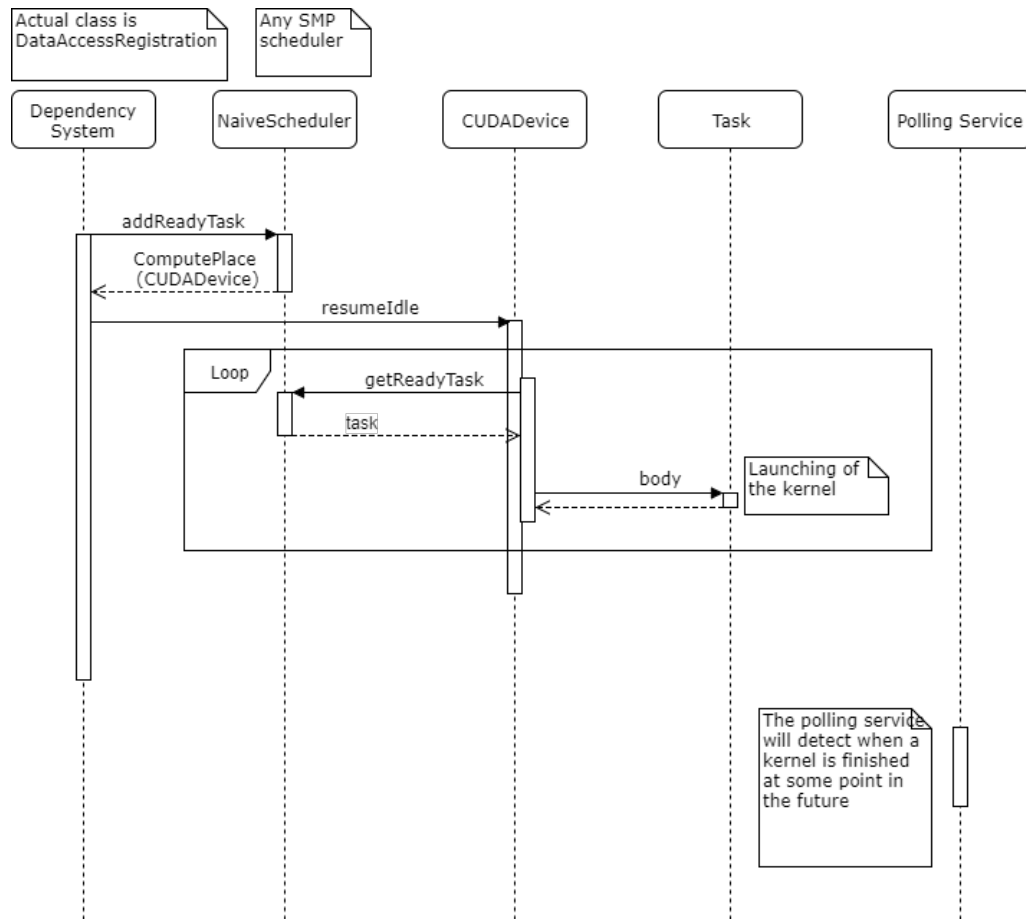 Actual class is
DataAccessRegistration
Any SMP
scheduler
Dependency
System
NaiveScheduler
CUDADevice
Task
Polling Service
addReadyTask
ComputePlace
(CUDADevice)
resumeIdle
Loop
getReadyTask
task
Launching of
the kernel
body
The polling service
will detect when a
kernel is finished
at some point in
the future